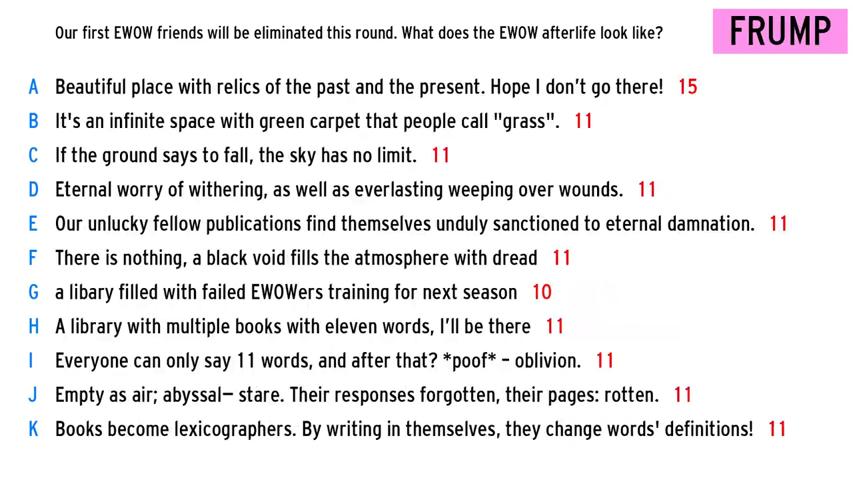 Our first EWOW friends will be eliminated this round. What does the EWOW afterlife look like?
FRUMP
A Beautiful place with relics of the past and the present. Hope I don't go there! 15
B It's an infinite space with green carpet that people call "grass". 11
C If the ground says to fall, the sky has no limit. 11
D Eternal worry of withering, as well as everlasting weeping over wounds. 11
E Our unlucky fellow publications find themselves unduly sanctioned to eternal damnation. 11
F There is nothing, a black void fills the atmosphere with dread 11
G a libary filled with failed EWOWers training for next season 10
H A library with multiple books with eleven words, I'll be there 11
I Everyone can only say 11 words, and after that? *poof* – oblivion. 11
J Empty as air; abyssal— stare. Their responses forgotten, their pages: rotten. 11
K Books become lexicographers. By writing in themselves, they change words' definitions! 11